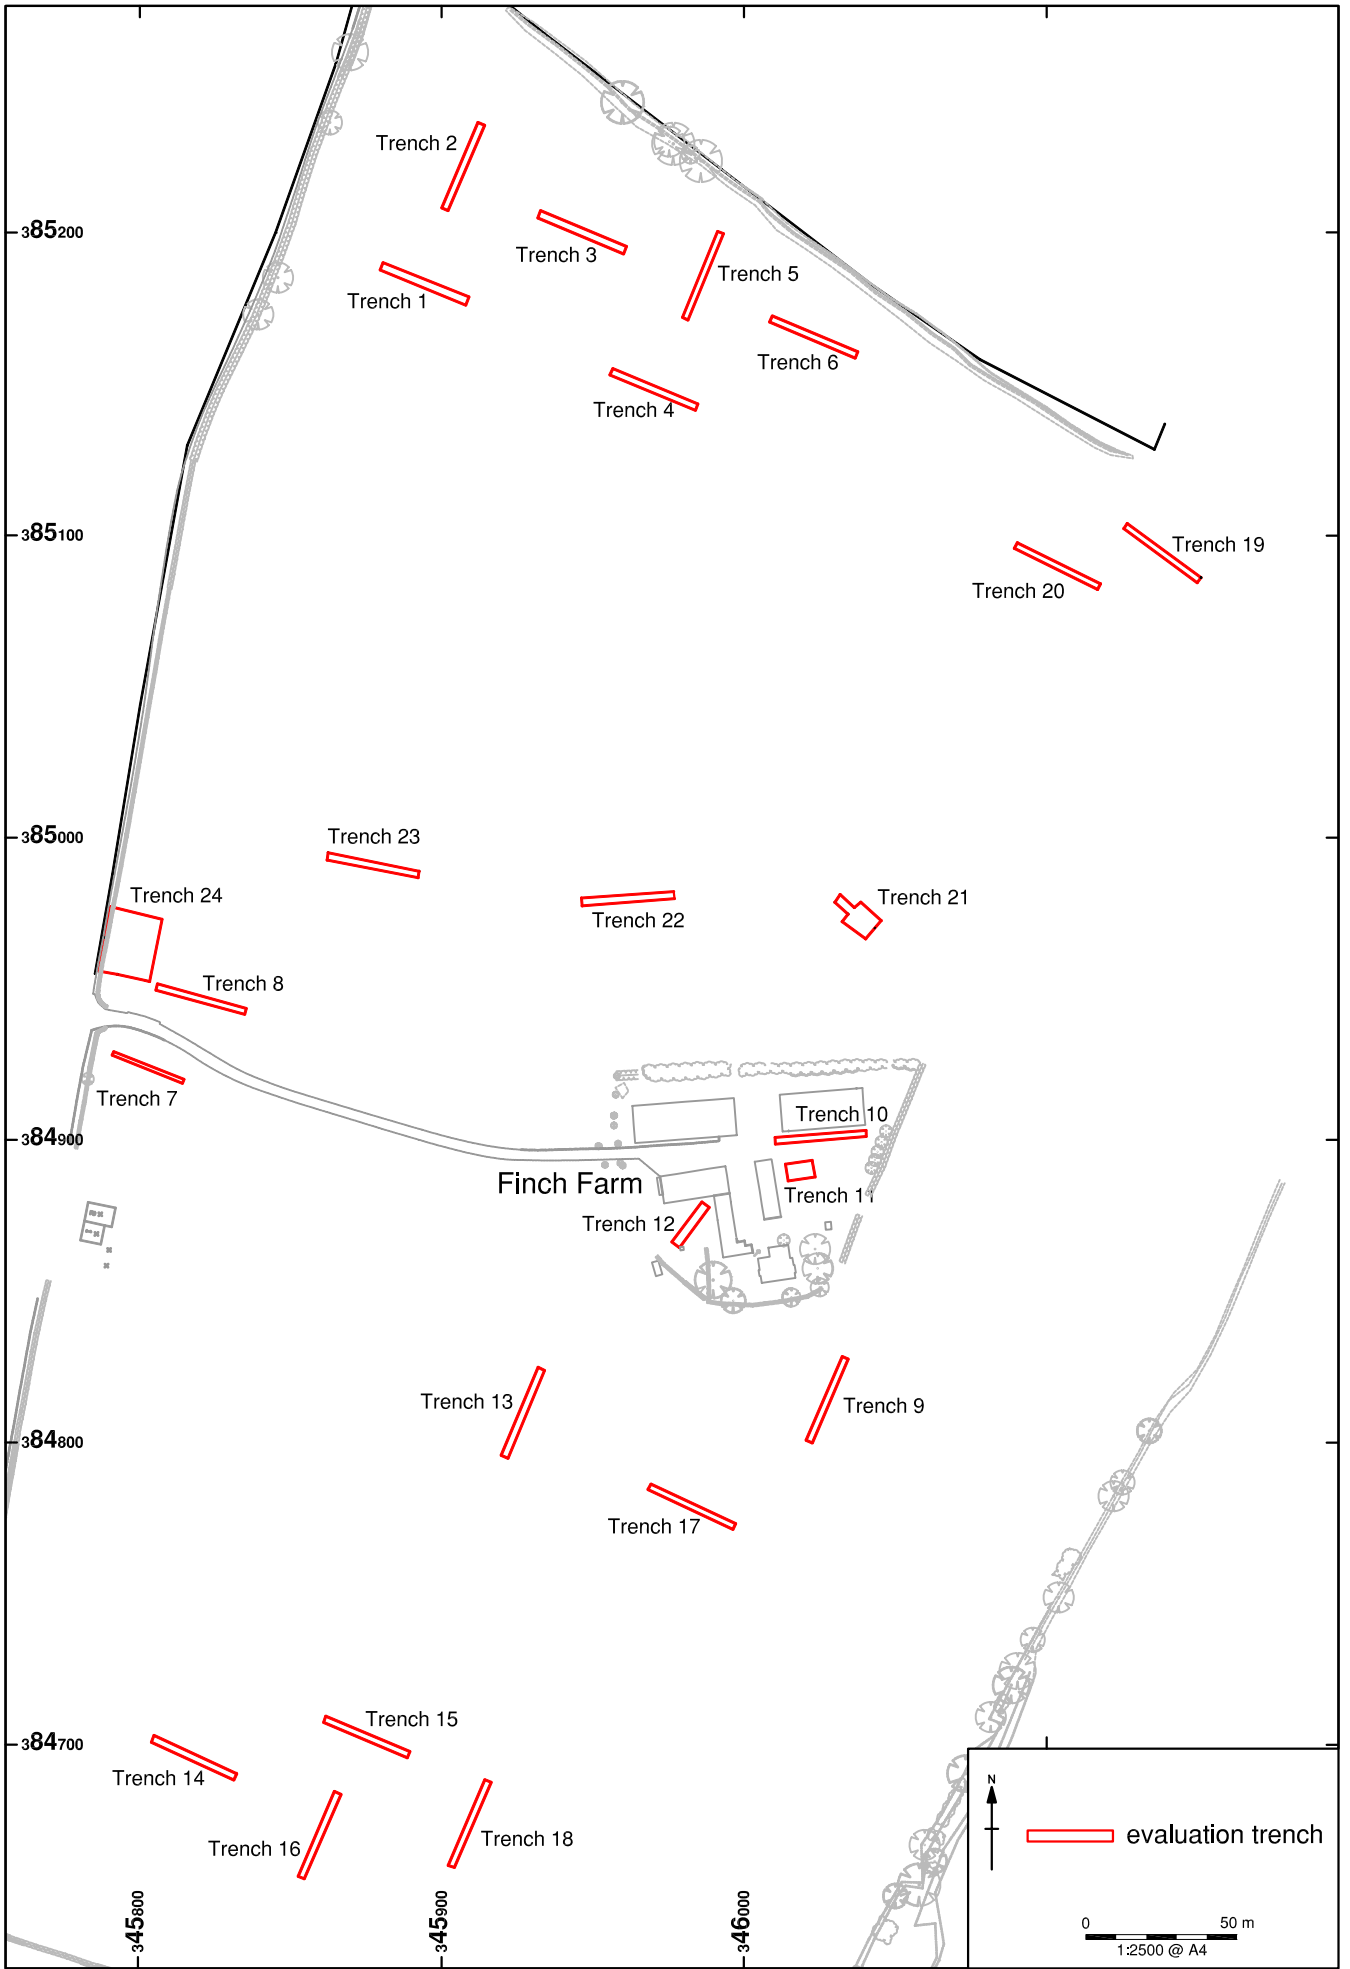 Trench 2
385200
Trench 3
Trench 5
Trench 1
Trench 6
Trench 4
385100
Trench 19
Trench 20
385000
Trench 23
Trench 24
Trench 21
Trench 22
Trench 8
Trench 7
Trench 10
384900
Finch Farm
Trench 11
Trench 12
Trench 13
Trench 9
384800
Trench 17
Trench 15
384700
Trench 14
Trench 18
Trench 16
N
evaluation trench
345800
345900
346000
0 50 m
1:2500 @ A4